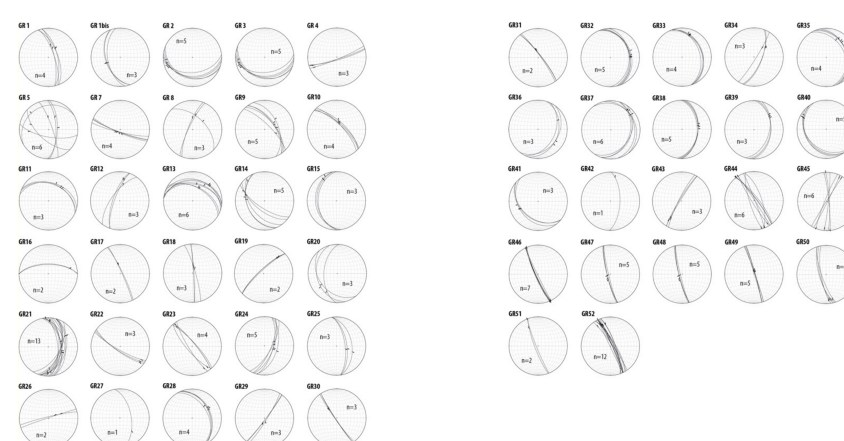 GR 1 GR 1bis GR 2 GR 3 GR 4
n=4 n=3 n=5 n=5 n=3
GR 5 GR 7 GR 8 GR9 GR10
n=6 n=4 n=3 n=5 n=4
GR11 GR12 GR13 GR14 GR15
n=3 n=3 n=6 n=5 n=3
GR16 GR17 GR18 GR19 GR20
n=2 n=2 n=3 n=2 n=3
GR21 GR22 GR23 GR24 GR25
n=13 n=3 n=4 n=5 n=3
GR26 GR27 GR28 GR29 GR30
n=2 n=1 n=4 n=3 n=3
GR31 GR32 GR33 GR34 GR35
n=2 n=5 n=4 n=3 n=4
GR36 GR37 GR38 GR39 GR40
n=3 n=6 n=5 n=3
GR41 GR42 GR43 GR44 GR45
n=3 n=1 n=3 n=6 n=6
GR46 GR47 GR48 GR49 GR50
n=7 n=5 n=5 n=5
GR51 GR52
n=2 n=12